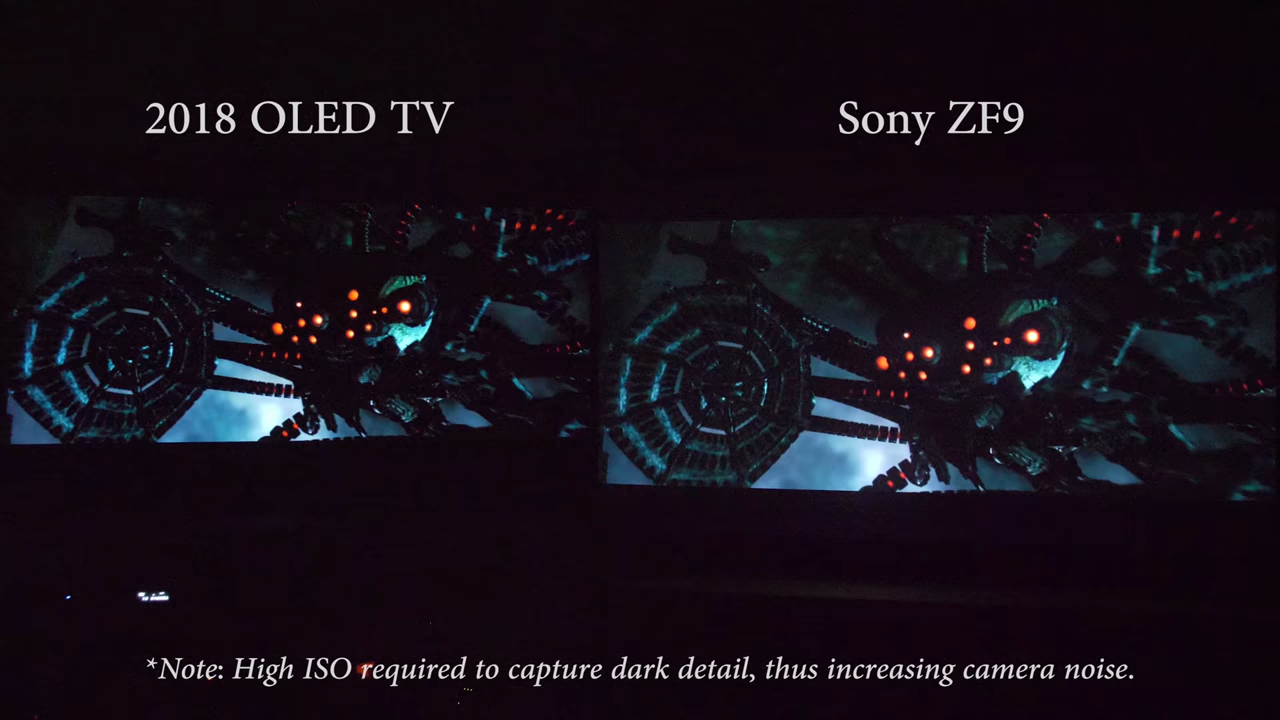 2018 OLED TV
Sony ZF9
*Note: High ISO required to capture dark detail, thus increasing camera noise.